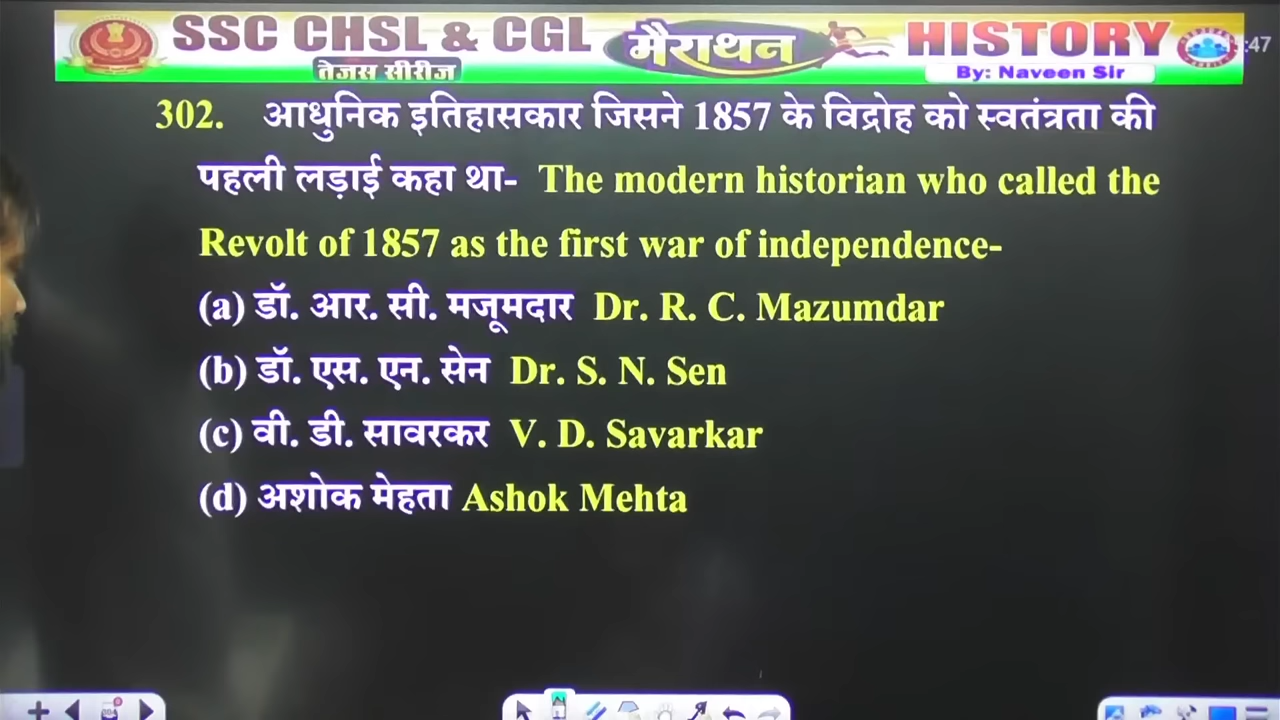 SSC CHSL & CGL मैराथन HISTORY
:47
तेजस सीरीज By: Naveen Sir
302. आधुनिक इतिहासकार जिसने 1857 के विद्रोह को स्वतंत्रता की
पहली लड़ाई कहा था- The modern historian who called the
Revolt of 1857 as the first war of independence-
(a) डॉ. आर. सी. मजूमदार Dr. R. C. Mazumdar
(b) डॉ. एस. एन. सेन Dr. S. N. Sen
(c) वी. डी. सावरकर V. D. Savarkar
(d) अशोक मेहता Ashok Mehta